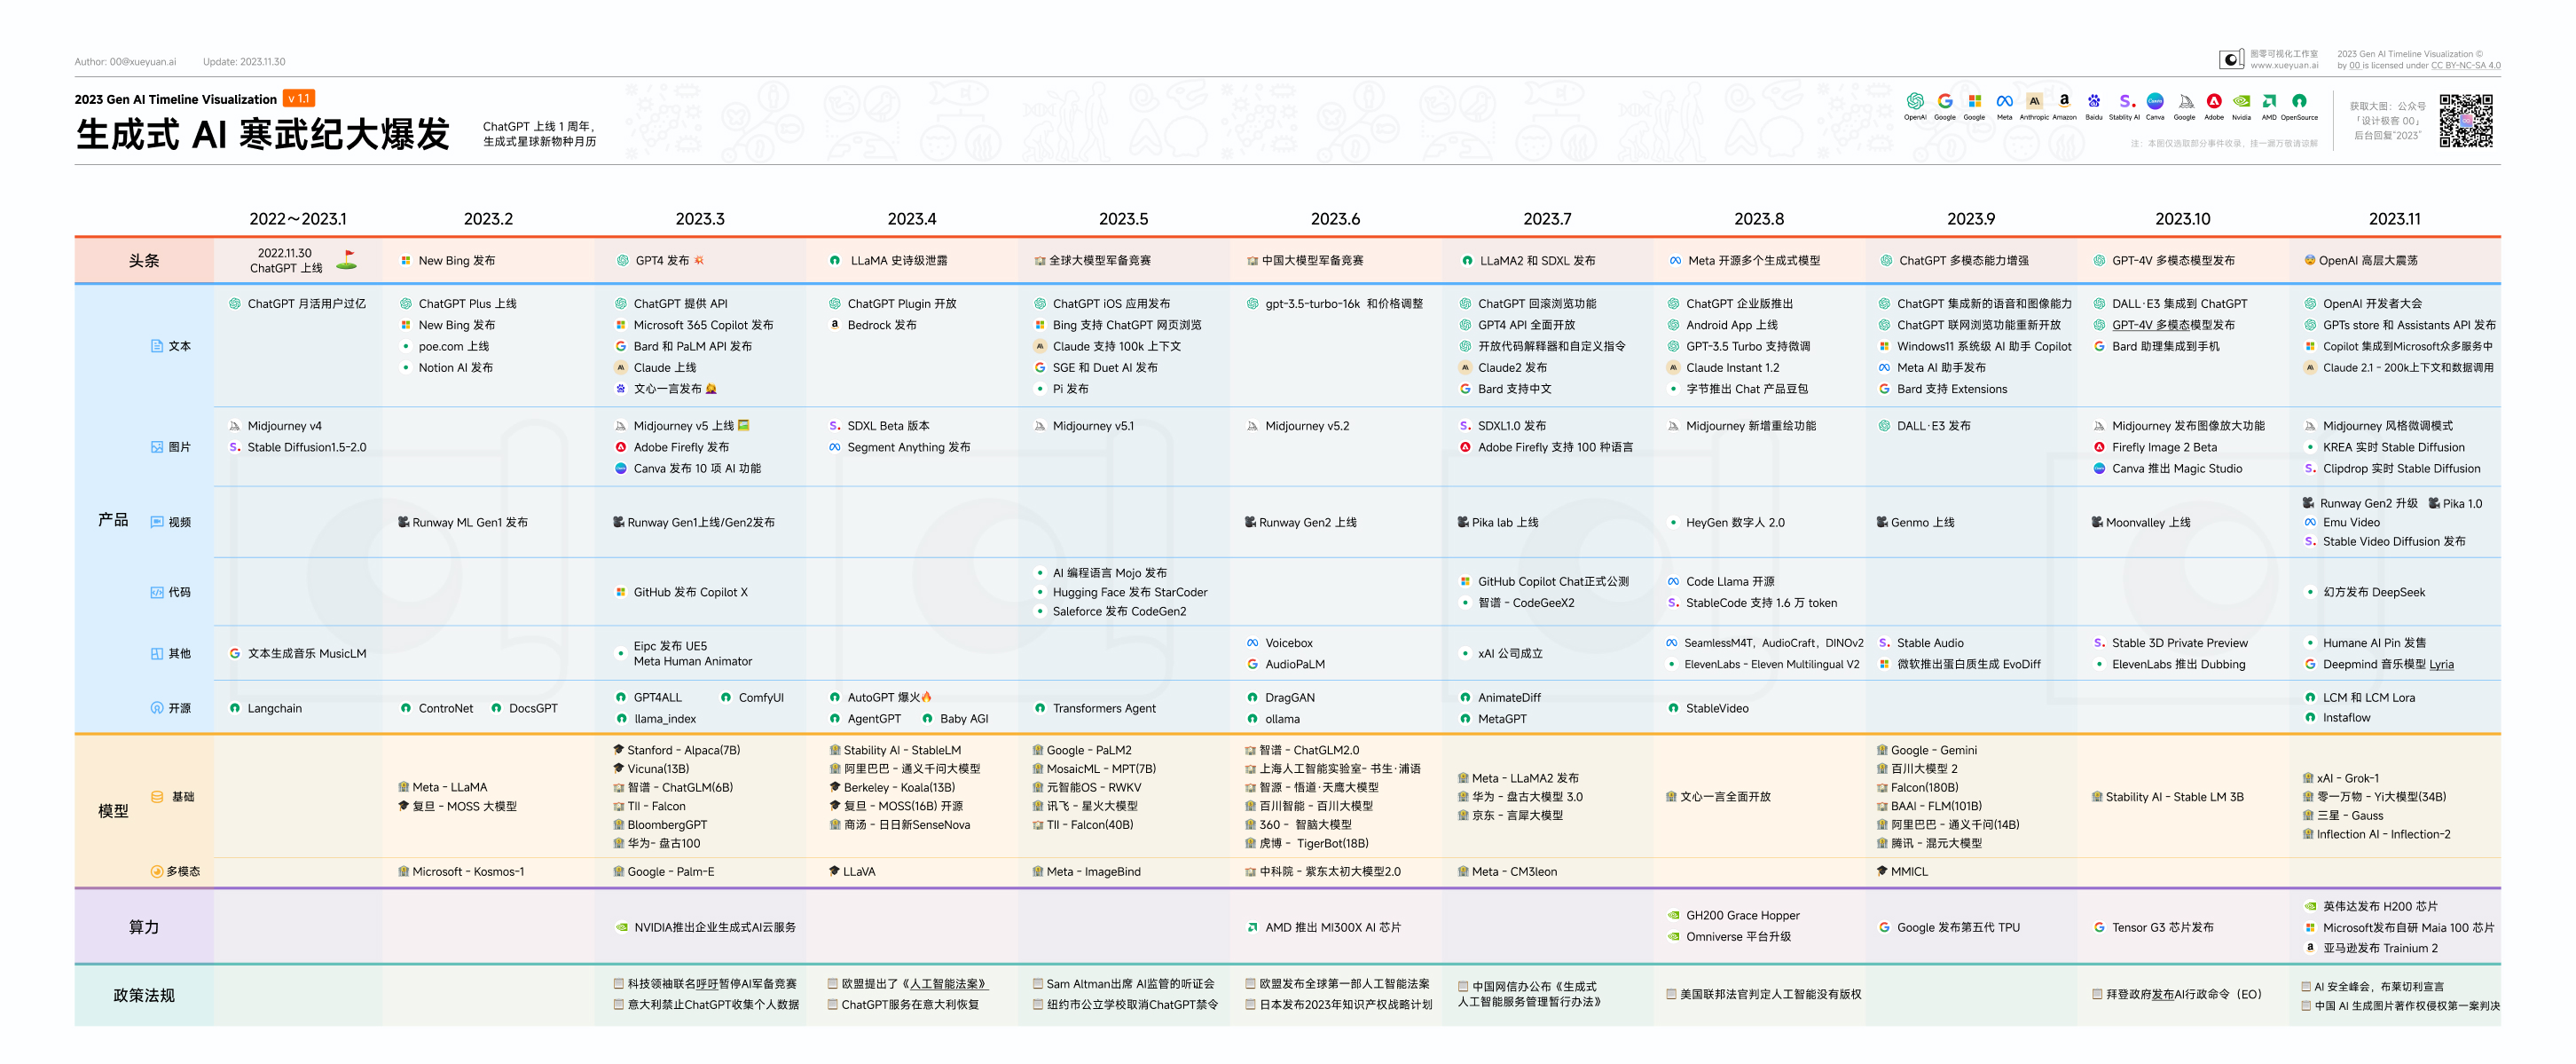 Author: 00@xueyuan.ai Update: 2023.11.30
图零可视化工作室
www.xueyuan.ai
2023 Gen AI Timeline Visualization ©
by 00 is licensed under CC BY-NC-SA 4.0
2023 Gen AI Timeline Visualization v 1.1
生成式 AI 寒武纪大爆发
ChatGPT 上线 1 周年，
生成式星球新物种月历
OpenAI Google Google Meta Anthropic Amazon Baidu Stablity AI Canva Google Adobe Nvidia AMD OpenSource
注：本图仅选取部分事件收录，挂一漏万敬请谅解
获取大图：公众号
「设计极客 00」
后台回复“2023”
2022～2023.1 2023.2 2023.3 2023.4 2023.5 2023.6 2023.7 2023.8 2023.9 2023.10 2023.11
头条
2022.11.30
ChatGPT 上线
New Bing 发布
GPT4 发布
LLaMA 史诗级泄露
全球大模型军备竞赛
中国大模型军备竞赛
LLaMA2 和 SDXL 发布
Meta 开源多个生成式模型
ChatGPT 多模态能力增强
GPT-4V 多模态模型发布
OpenAI 高层大震荡
产品
文本
ChatGPT 月活用户过亿
ChatGPT Plus 上线
New Bing 发布
poe.com 上线
Notion AI 发布
ChatGPT 提供 API
Microsoft 365 Copilot 发布
Bard 和 PaLM API 发布
Claude 上线
文心一言发布
ChatGPT Plugin 开放
Bedrock 发布
ChatGPT iOS 应用发布
Bing 支持 ChatGPT 网页浏览
Claude 支持 100k 上下文
SGE 和 Duet AI 发布
Pi 发布
gpt-3.5-turbo-16k 和价格调整
ChatGPT 回滚浏览功能
GPT4 API 全面开放
开放代码解释器和自定义指令
Claude2 发布
Bard 支持中文
ChatGPT 企业版推出
Android App 上线
GPT-3.5 Turbo 支持微调
Claude Instant 1.2
字节推出 Chat 产品豆包
ChatGPT 集成新的语音和图像能力
ChatGPT 联网浏览功能重新开放
Windows11 系统级 AI 助手 Copilot
Meta AI 助手发布
Bard 支持 Extensions
DALL·E3 集成到 ChatGPT
GPT-4V 多模态模型发布
Bard 助理集成到手机
OpenAI 开发者大会
GPTs store 和 Assistants API 发布
Copilot 集成到Microsoft众多服务中
Claude 2.1 - 200k上下文和数据调用
图片
Midjourney v4
Stable Diffusion1.5-2.0
Midjourney v5 上线
Adobe Firefly 发布
Canva 发布 10 项 AI 功能
SDXL Beta 版本
Segment Anything 发布
Midjourney v5.1
Midjourney v5.2
SDXL1.0 发布
Adobe Firefly 支持 100 种语言
Midjourney 新增重绘功能
DALL·E3 发布
Midjourney 发布图像放大功能
Firefly Image 2 Beta
Canva 推出 Magic Studio
Midjourney 风格微调模式
KREA 实时 Stable Diffusion
Clipdrop 实时 Stable Diffusion
视频
Runway ML Gen1 发布
Runway Gen1上线/Gen2发布
Runway Gen2 上线
Pika lab 上线
HeyGen 数字人 2.0
Genmo 上线
Moonvalley 上线
Runway Gen2 升级 Pika 1.0
Emu Video
Stable Video Diffusion 发布
代码
GitHub 发布 Copilot X
AI 编程语言 Mojo 发布
Hugging Face 发布 StarCoder
Saleforce 发布 CodeGen2
GitHub Copilot Chat正式公测
智谱 - CodeGeeX2
Code Llama 开源
StableCode 支持 1.6 万 token
幻方发布 DeepSeek
其他
文本生成音乐 MusicLM
Eipc 发布 UE5
Meta Human Animator
Voicebox
AudioPaLM
xAI 公司成立
SeamlessM4T，AudioCraft，DINOv2
ElevenLabs - Eleven Multilingual V2
Stable Audio
微软推出蛋白质生成 EvoDiff
Stable 3D Private Preview
ElevenLabs 推出 Dubbing
Humane AI Pin 发售
Deepmind 音乐模型 Lyria
开源
Langchain
ControNet DocsGPT
GPT4ALL ComfyUI
llama_index
AutoGPT 爆火
AgentGPT Baby AGI
Transformers Agent
DragGAN
ollama
AnimateDiff
MetaGPT
StableVideo
LCM 和 LCM Lora
Instaflow
模型
基础
Meta - LLaMA
复旦 - MOSS 大模型
Stanford - Alpaca(7B)
Vicuna(13B)
智谱 - ChatGLM(6B)
TII - Falcon
BloombergGPT
华为- 盘古100
Stability AI - StableLM
阿里巴巴 - 通义千问大模型
Berkeley - Koala(13B)
复旦 - MOSS(16B) 开源
商汤 - 日日新SenseNova
Google - PaLM2
MosaicML - MPT(7B)
元智能OS - RWKV
讯飞 - 星火大模型
TII - Falcon(40B)
智谱 - ChatGLM2.0
上海人工智能实验室- 书生·浦语
智源 - 悟道·天鹰大模型
百川智能 - 百川大模型
360 - 智脑大模型
虎博 - TigerBot(18B)
Meta - LLaMA2 发布
华为 - 盘古大模型 3.0
京东 - 言犀大模型
文心一言全面开放
Google - Gemini
百川大模型 2
Falcon(180B)
BAAI - FLM(101B)
阿里巴巴 - 通义千问(14B)
腾讯 - 混元大模型
Stability AI - Stable LM 3B
xAI - Grok-1
零一万物 - Yi大模型(34B)
三星 - Gauss
Inflection AI - Inflection-2
多模态
Microsoft - Kosmos-1
Google - Palm-E
LLaVA
Meta - ImageBind
中科院 - 紫东太初大模型2.0
Meta - CM3leon
MMICL
算力
NVIDIA推出企业生成式AI云服务
AMD 推出 MI300X AI 芯片
GH200 Grace Hopper
Omniverse 平台升级
Google 发布第五代 TPU
Tensor G3 芯片发布
英伟达发布 H200 芯片
Microsoft发布自研 Maia 100 芯片
亚马逊发布 Trainium 2
政策法规
科技领袖联名呼吁暂停AI军备竞赛
意大利禁止ChatGPT收集个人数据
欧盟提出了《人工智能法案》
ChatGPT服务在意大利恢复
Sam Altman出席 AI监管的听证会
纽约市公立学校取消ChatGPT禁令
欧盟发布全球第一部人工智能法案
日本发布2023年知识产权战略计划
中国网信办公布《生成式
人工智能服务管理暂行办法》
美国联邦法官判定人工智能没有版权
拜登政府发布AI行政命令（EO）
AI 安全峰会，布莱切利宣言
中国 AI 生成图片著作权侵权第一案判决